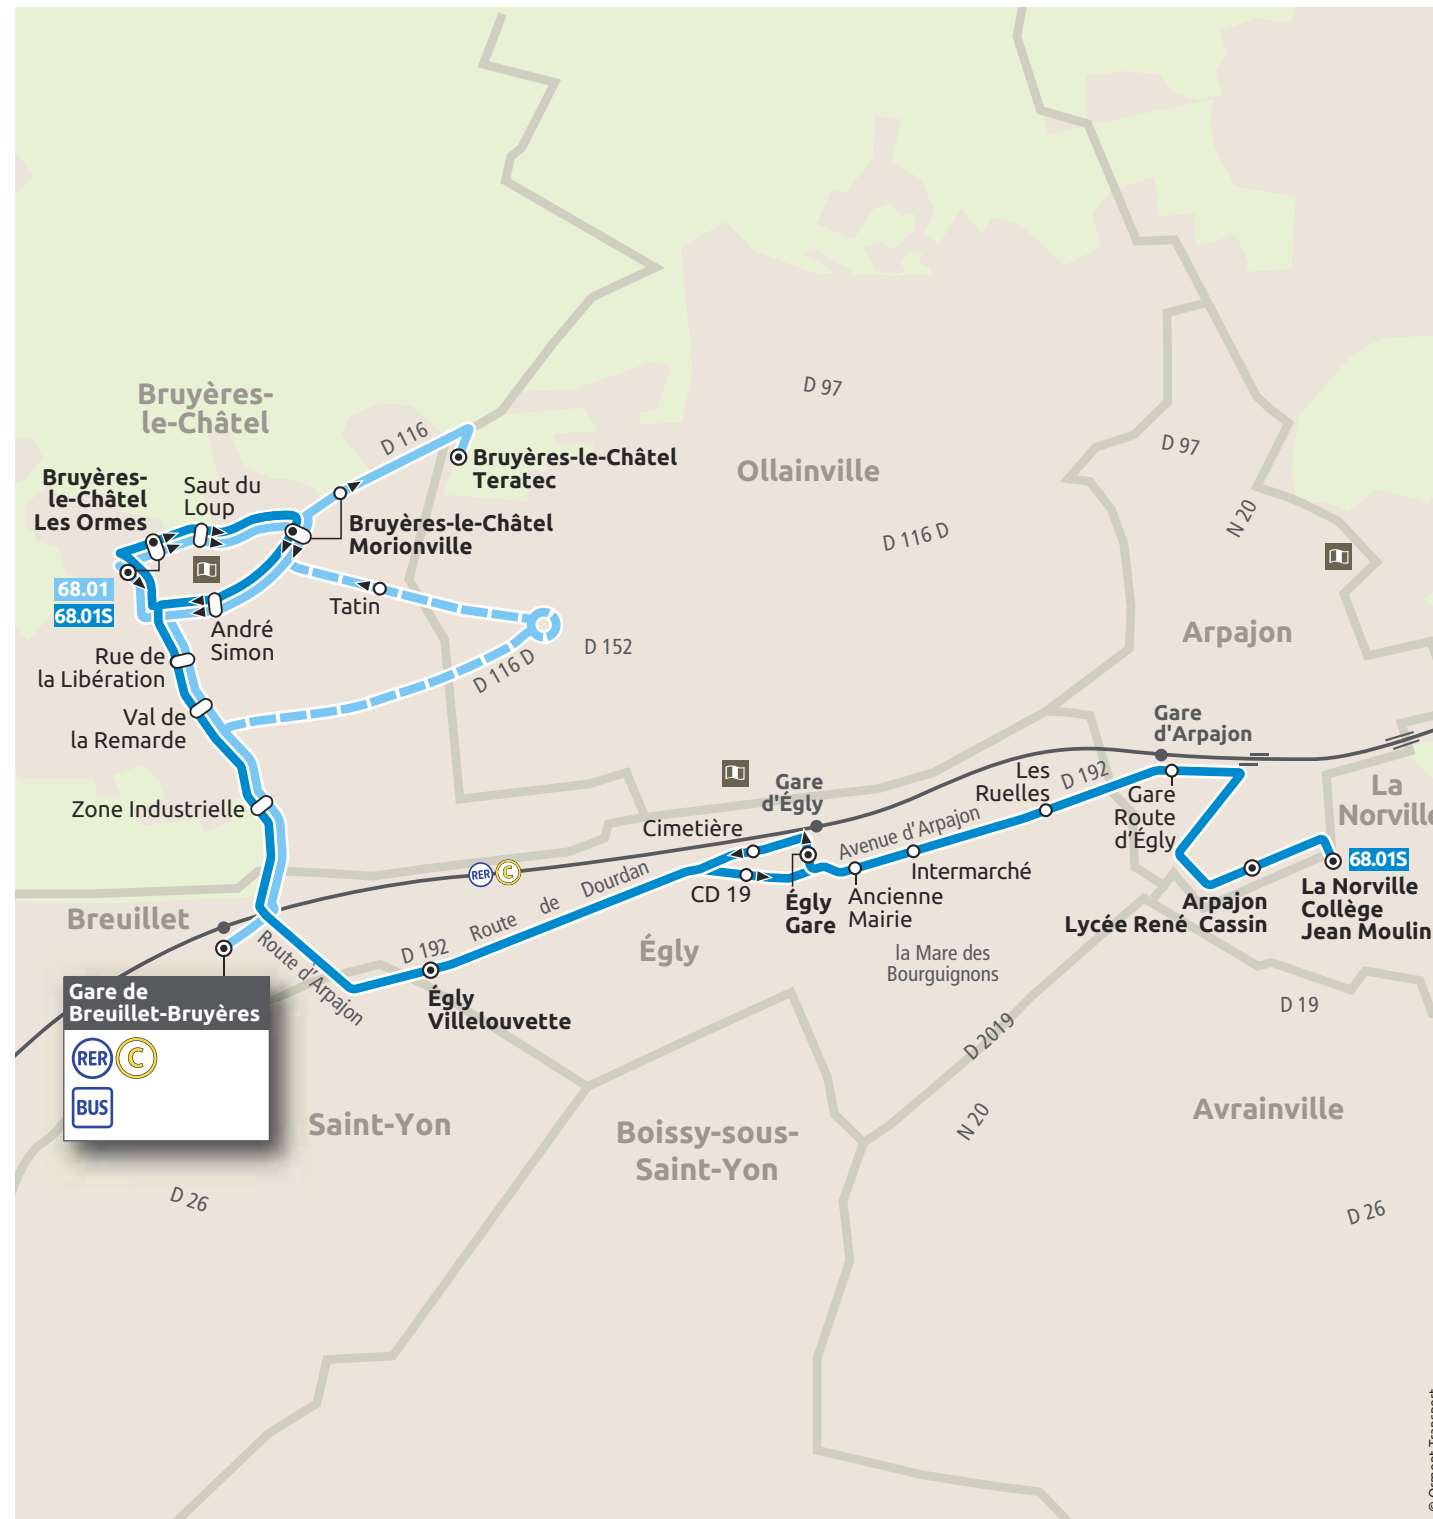 D 97
Bruyères-
le-Châtel
D 116
D 97
Bruyères-le-Châtel
Teratec
Ollainville
Bruyères-
le-Châtel
Les Ormes
Saut du
Loup
N 20
Bruyères-le-Châtel
Morionville
D 116 D
68.01
68.01S
Tatin
André
Simon
Arpajon
D 152
D 116 D
Rue de
la Libération
Val de
la Remarde
Gare
d'Arpajon
Zone Industrielle
Gare
d'Égly
Les
Ruelles
D 192
La
Norville
Gare
Route
d'Égly
Cimetière
Avenue d'Arpajon
Intermarché
RER C
Route de Dourdan
CD 19
Égly
Gare
Ancienne
Mairie
68.01S
La Norville
Collège
Jean Moulin
Arpajon
Lycée René Cassin
Breuillet
Route d'Arpajon
D 192
Égly
la Mare des
Bourguignons
Égly
Villelouvette
Gare de
Breuillet-Bruyères
RER C
BUS
D 19
D 2019
Saint-Yon
Boissy-sous-
Saint-Yon
N 20
Avrainville
D 26
D 26
© Ormont Transport